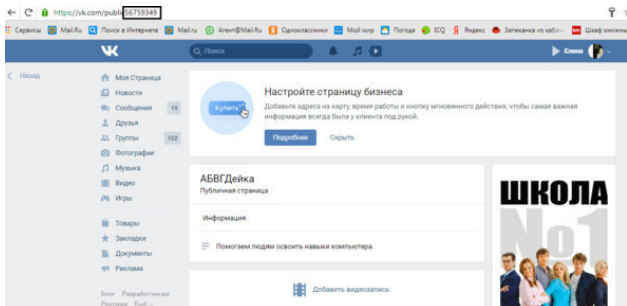 https://vk.com/public56759349
Сервисы Mail.Ru Поиск в Интернете Mail.ru Агент@Mail.Ru Одноклассники Мой мир Погода ICQ Яндекс Запеканка из каба Шкаф книжны
Поиск Елена
Назад
Моя Страница
Новости
Сообщения 19
Друзья
Группы 152
Фотографии
Музыка
Видео
Игры
Товары
Закладки
Документы
Реклама
Блог Разработчикам
Реклама Ещё
Купить
Настройте страницу бизнеса
Добавьте адреса на карту, время работы и кнопку мгновенного действия, чтобы самая важная
информация всегда была у клиента под рукой.
Подробнее Скрыть
АБВГДейка
Публичная страница
Информация
Помогаем людям освоить навыки компьютера.
Добавить видеозапись
ШКОЛА
№1